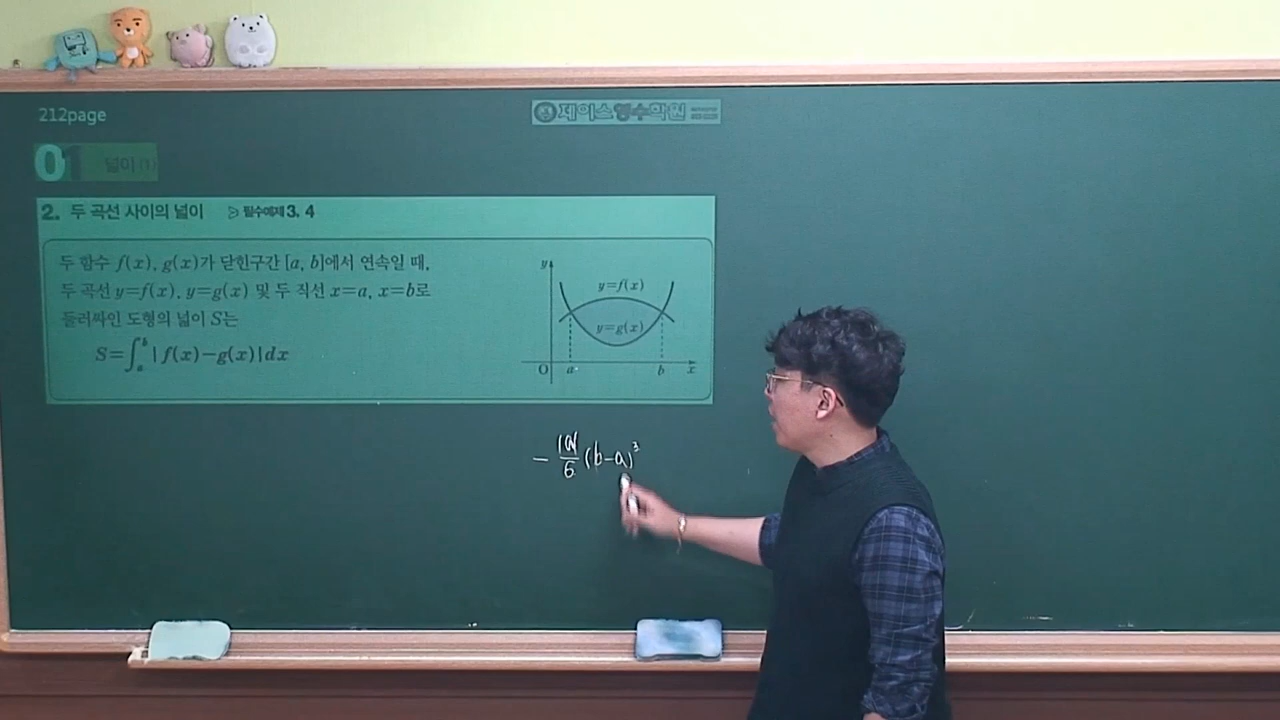 212page
제이스영수학원
01 넓이 (1)
2. 두 곡선 사이의 넓이 필수예제 3, 4
두 함수 f(x), g(x)가 닫힌구간 [a, b]에서 연속일 때,
두 곡선 y=f(x), y=g(x) 및 두 직선 x=a, x=b로
둘러싸인 도형의 넓이 S는
S=∫_a^b |f(x)-g(x)|dx
y
y=f(x)
y=g(x)
O a b x
- |a|/6 (b-a)³